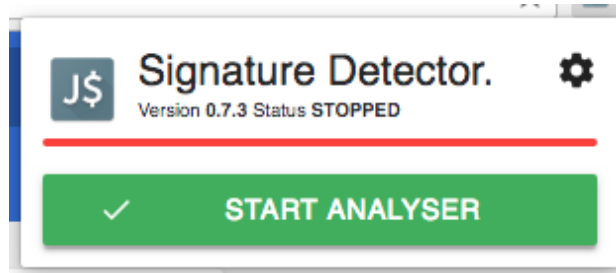 J$
Signature Detector.
Version 0.7.3 Status STOPPED
START ANALYSER